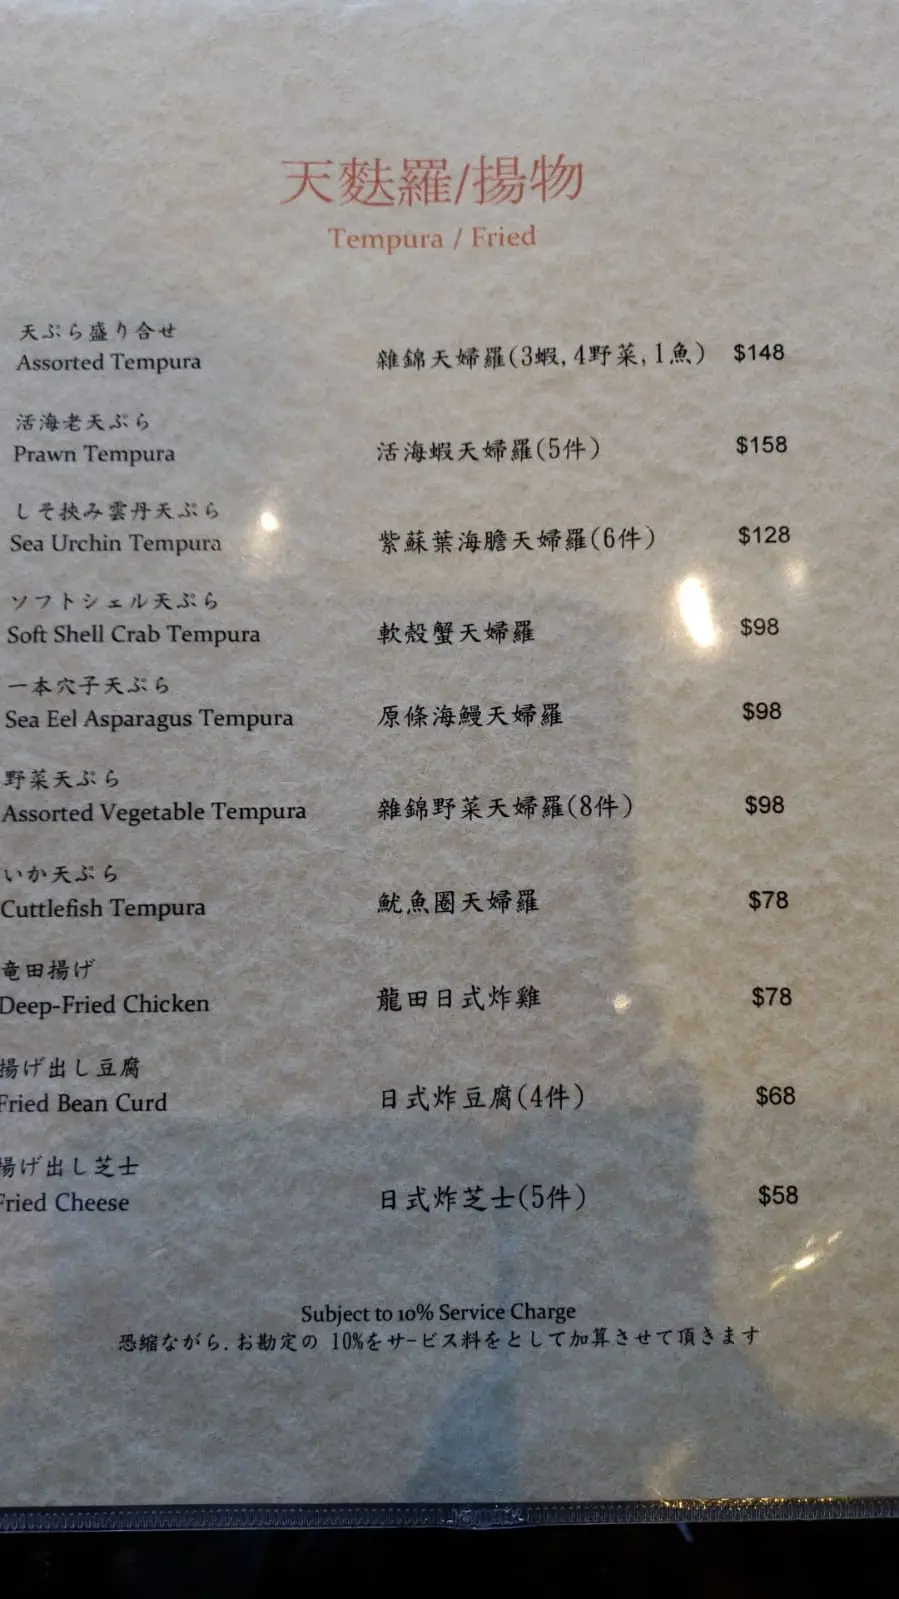 天麩羅/揚物
Tempura / Fried
天ぷら盛り合せ
Assorted Tempura
雜錦天婦羅(3蝦,4野菜,1魚) $148
活海老天ぷら
Prawn Tempura
活海蝦天婦羅(5件) $158
しそ挟み雲丹天ぷら
Sea Urchin Tempura
紫蘇葉海膽天婦羅(6件) $128
ソフトシェル天ぷら
Soft Shell Crab Tempura
軟殼蟹天婦羅 $98
一本穴子天ぷら
Sea Eel Asparagus Tempura
原條海鰻天婦羅 $98
野菜天ぷら
Assorted Vegetable Tempura
雜錦野菜天婦羅(8件) $98
いか天ぷら
Cuttlefish Tempura
魷魚圈天婦羅 $78
竜田揚げ
Deep-Fried Chicken
龍田日式炸雞 $78
揚げ出し豆腐
Fried Bean Curd
日式炸豆腐(4件) $68
揚げ出し芝士
Fried Cheese
日式炸芝士(5件) $58
Subject to 10% Service Charge
恐縮ながら.お勘定の 10%をサービス料をとして加算させて頂きます